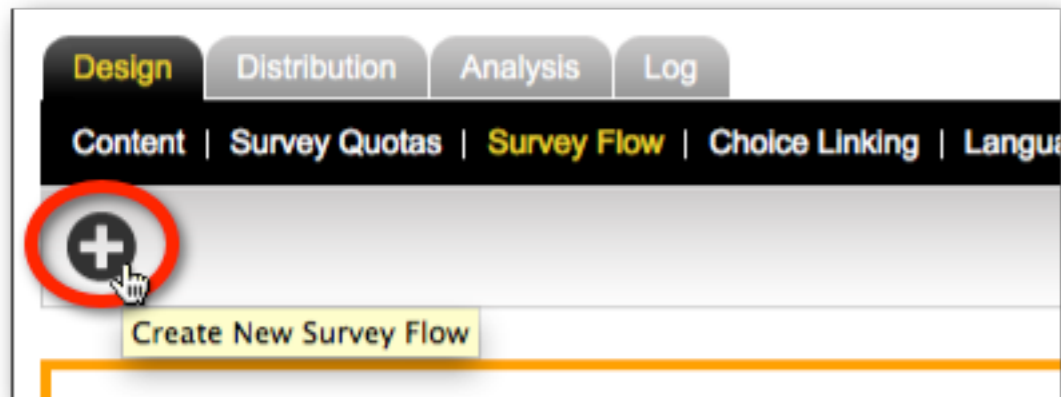 Design Distribution Analysis Log
Content | Survey Quotas | Survey Flow | Choice Linking |
Create New Survey Flow